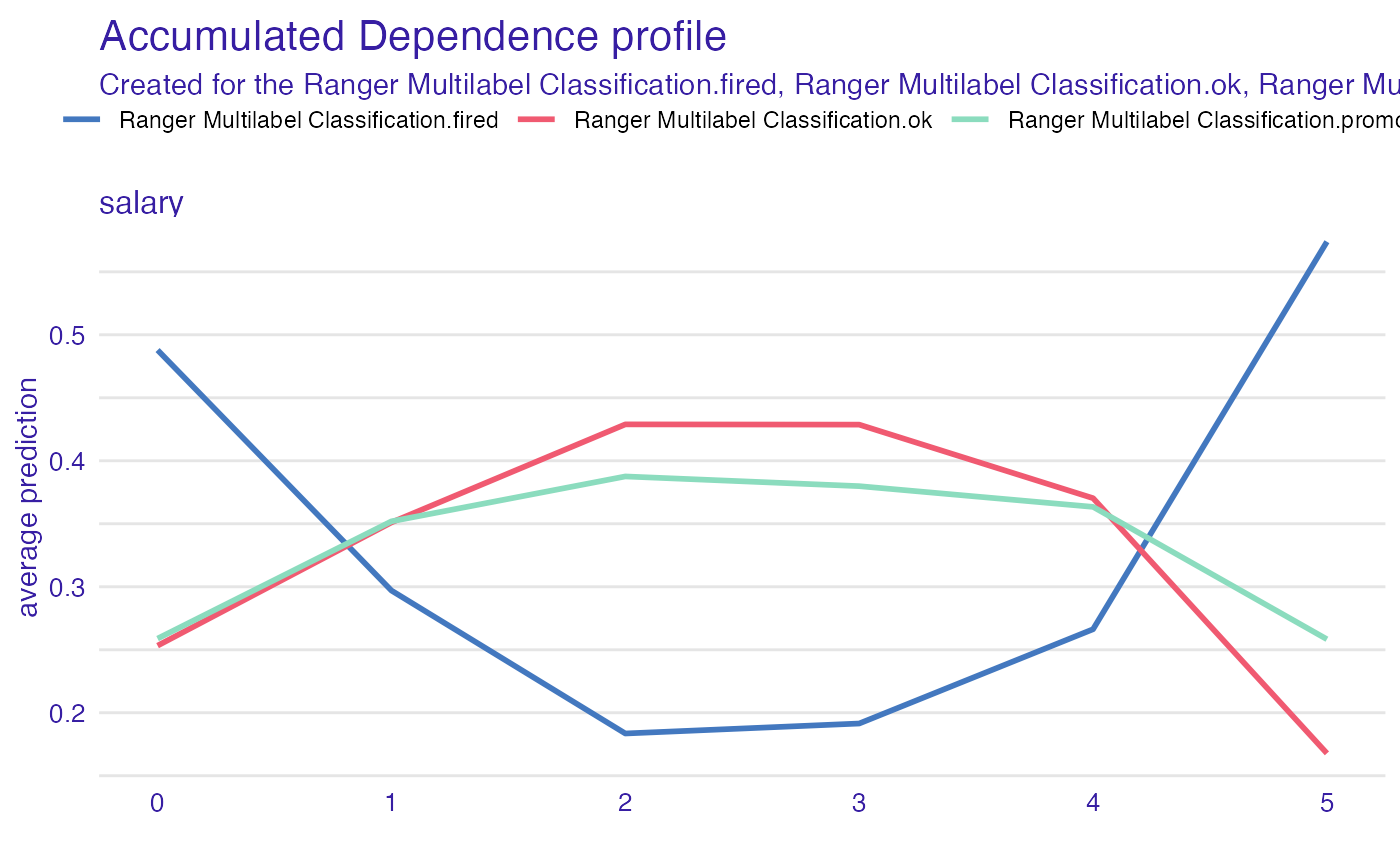 Accumulated Dependence profile
Created for the Ranger Multilabel Classification.fired, Ranger Multilabel Classification.ok, Ranger Mu
Ranger Multilabel Classification.fired Ranger Multilabel Classification.ok Ranger Multilabel Classification.promo
salary
average prediction
0.5
0.4
0.3
0.2
0 1 2 3 4 5